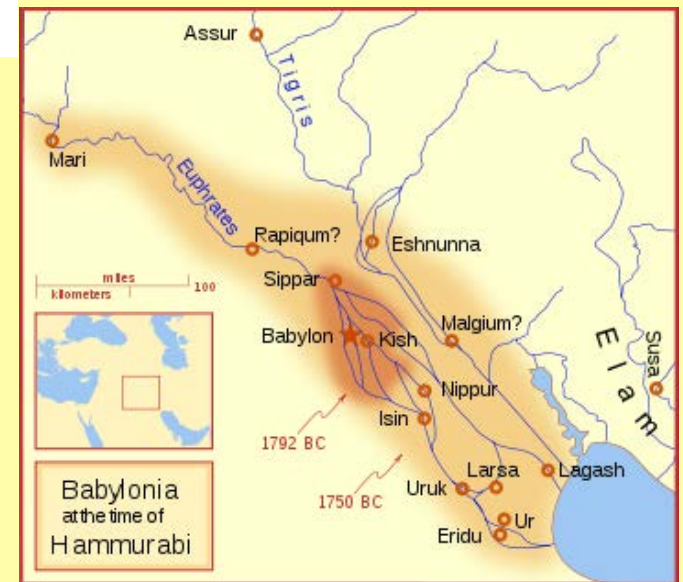 Assur
Tigris
Mari
Euphrates
Rapiqum?
Eshnunna
Sippar
miles
kilometers
100
Babylon
Kish
Malgium?
Elam
Susa
Nippur
Isin
1792 BC
Larsa
Lagash
Uruk
1750 BC
Ur
Eridu
Babylonia
at the time of
Hammurabi